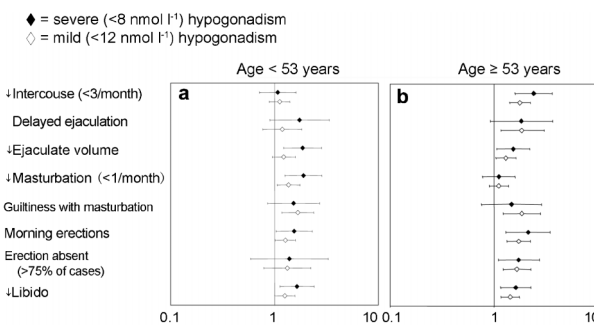 ◆ = severe (<8 nmol l-1) hypogonadism
◇ = mild (<12 nmol l-1) hypogonadism
Age < 53 years Age ≥ 53 years
a b
↓Intercouse (<3/month)
Delayed ejaculation
↓Ejaculate volume
↓Masturbation (<1/month)
Guiltiness with masturbation
Morning erections
Erection absent
(>75% of cases)
↓Libido
0.1 1 10 0.1 1 10